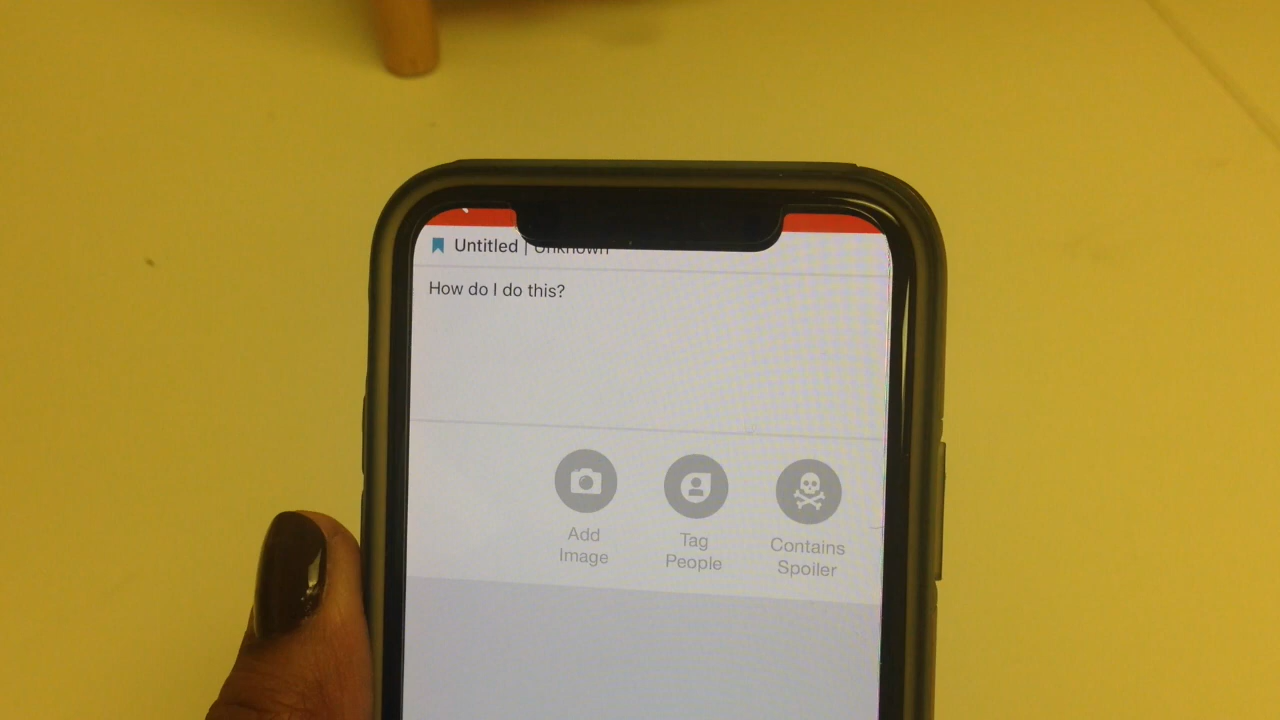 Untitled | Unknown
How do I do this?
Add
Image
Tag
People
Contains
Spoiler